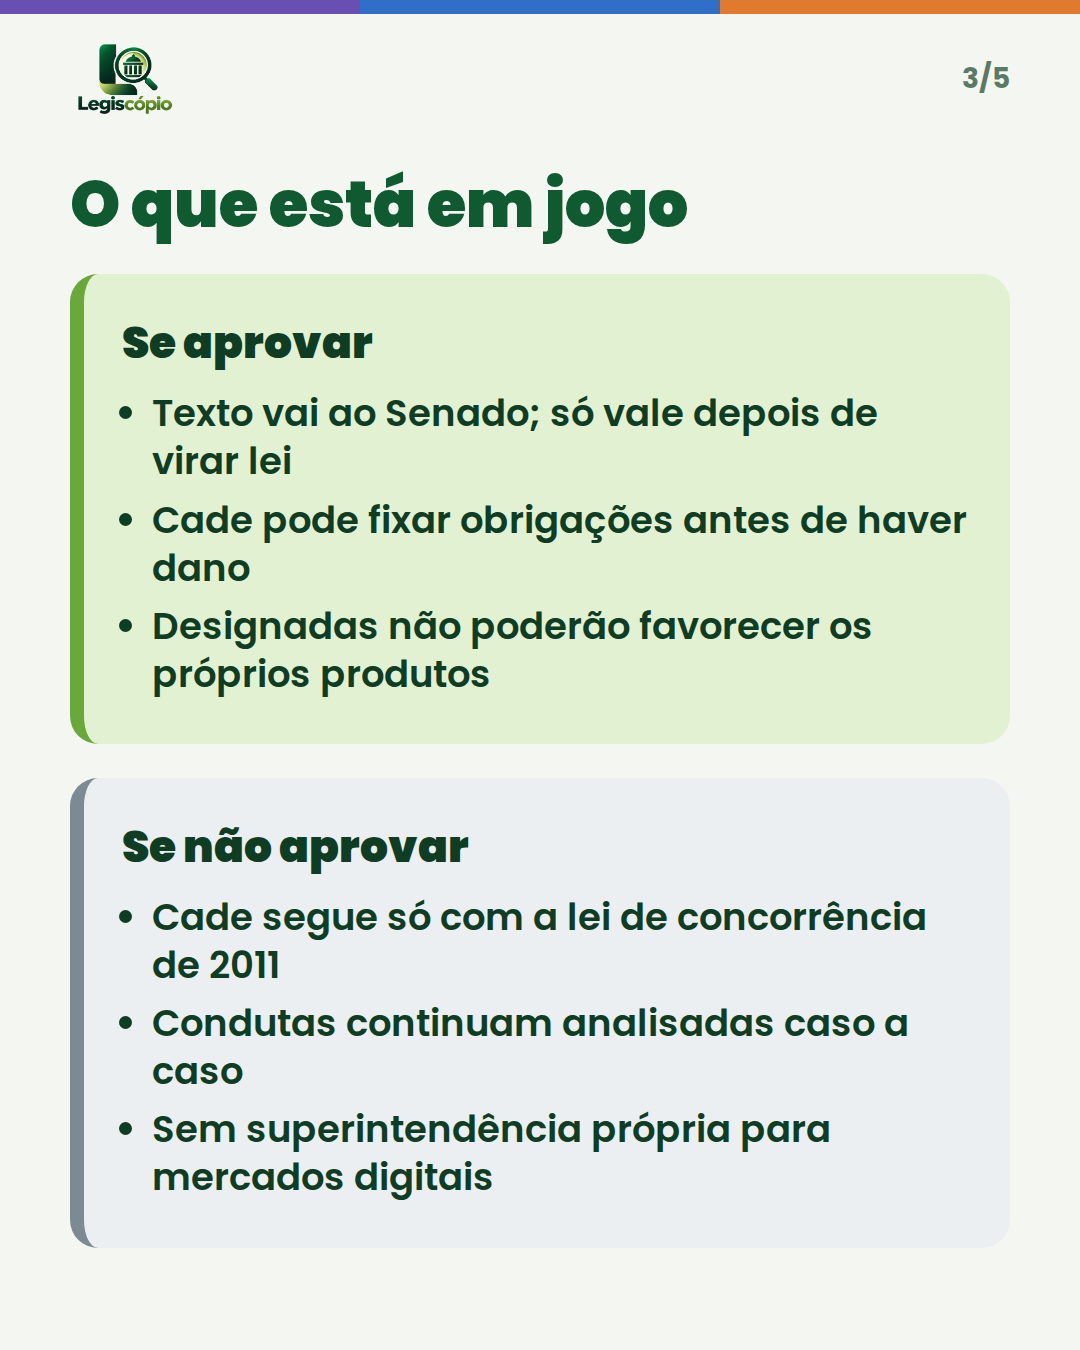 Legiscópio
3/5
O que está em jogo
Se aprovar
• Texto vai ao Senado; só vale depois de
virar lei
• Cade pode fixar obrigações antes de haver
dano
• Designadas não poderão favorecer os
próprios produtos
Se não aprovar
• Cade segue só com a lei de concorrência
de 2011
• Condutas continuam analisadas caso a
caso
• Sem superintendência própria para
mercados digitais